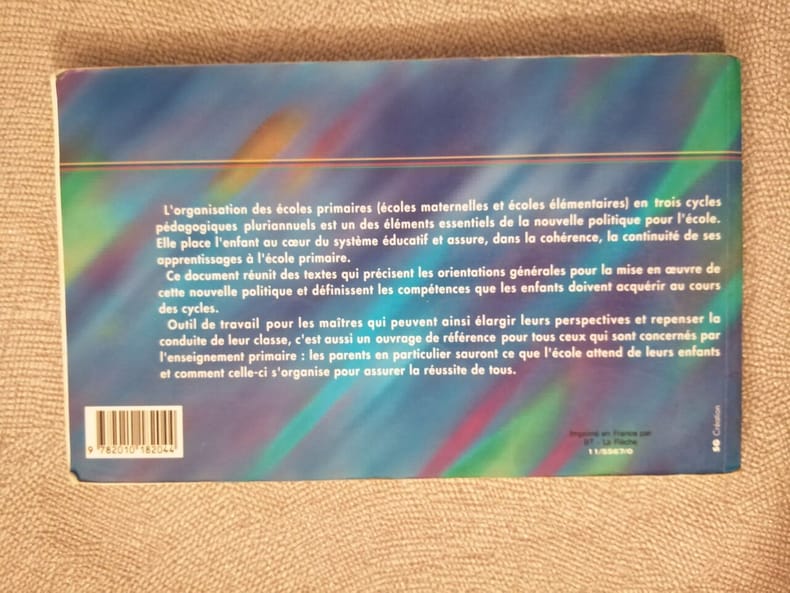 L'organisation des écoles primaires (écoles maternelles et écoles élémentaires) en trois cycles
pédagogiques pluriannuels est un des éléments essentiels de la nouvelle politique pour l'école.
Elle place l'enfant au cœur du système éducatif et assure, dans la cohérence, la continuité de ses
apprentissages à l'école primaire.
Ce document réunit des textes qui précisent les orientations générales pour la mise en œuvre de
cette nouvelle politique et définissent les compétences que les enfants doivent acquérir au cours
des cycles.
Outil de travail pour les maîtres qui peuvent ainsi élargir leurs perspectives et repenser la
conduite de leur classe, c'est aussi un ouvrage de référence pour tous ceux qui sont concernés par
l'enseignement primaire : les parents en particulier sauront ce que l'école attend de leurs enfants
et comment celle-ci s'organise pour assurer la réussite de tous.
9 782010 182044
Imprimé en France par
BT - La Flèche
11/5567/0
SG Création